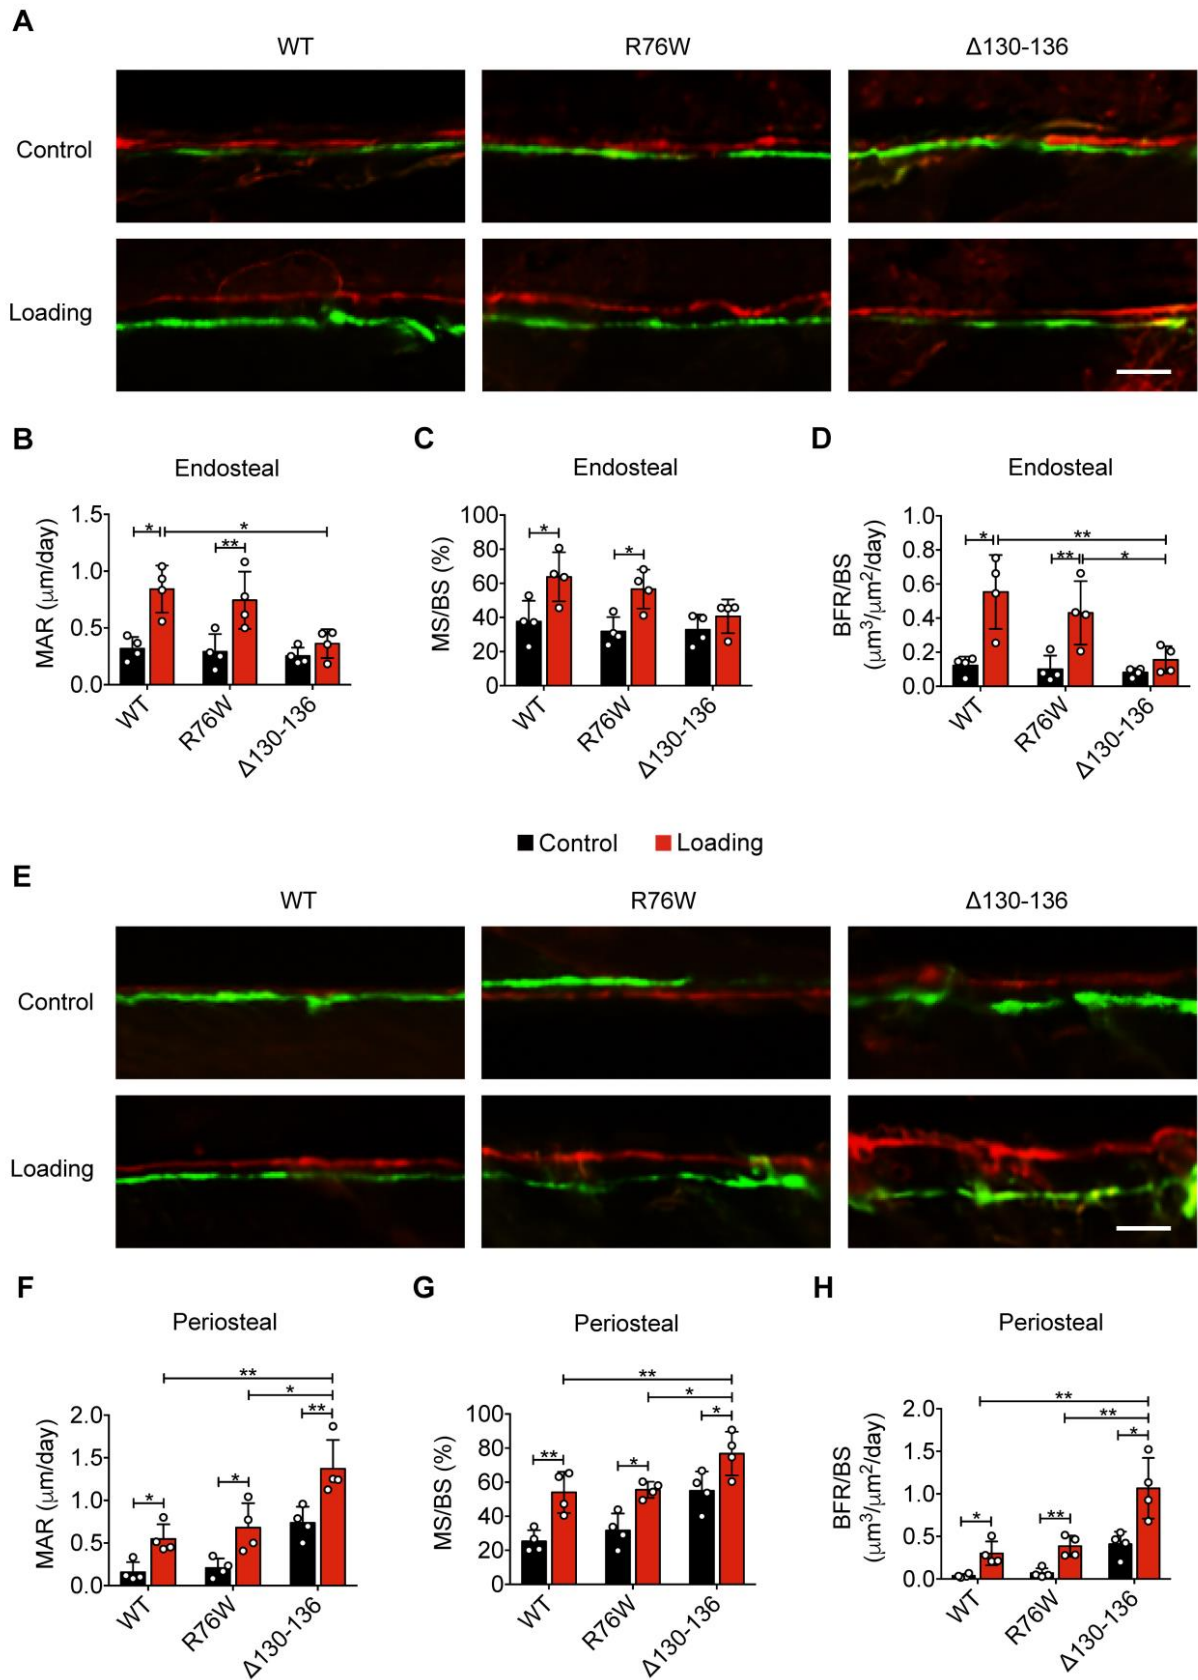 A
WT R76W Δ130-136
Control
Loading
B C D
Endosteal Endosteal Endosteal
MAR (μm/day)
1.5
1.0
0.5
0.0
* * **
WT R76W Δ130-136
MS/BS (%)
100
80
60
40
20
0
* *
WT R76W Δ130-136
BFR/BS
(μm³/μm²/day)
1.0
0.8
0.6
0.4
0.2
0.0
* ** ** *
WT R76W Δ130-136
Control Loading
E
WT R76W Δ130-136
Control
Loading
F G H
Periosteal Periosteal Periosteal
MAR (μm/day)
2.0
1.5
1.0
0.5
0.0
** * ** * *
WT R76W Δ130-136
MS/BS (%)
100
80
60
40
20
0
** * * ** *
WT R76W Δ130-136
BFR/BS
(μm³/μm²/day)
2.0
1.5
1.0
0.5
0.0
** ** * * **
WT R76W Δ130-136